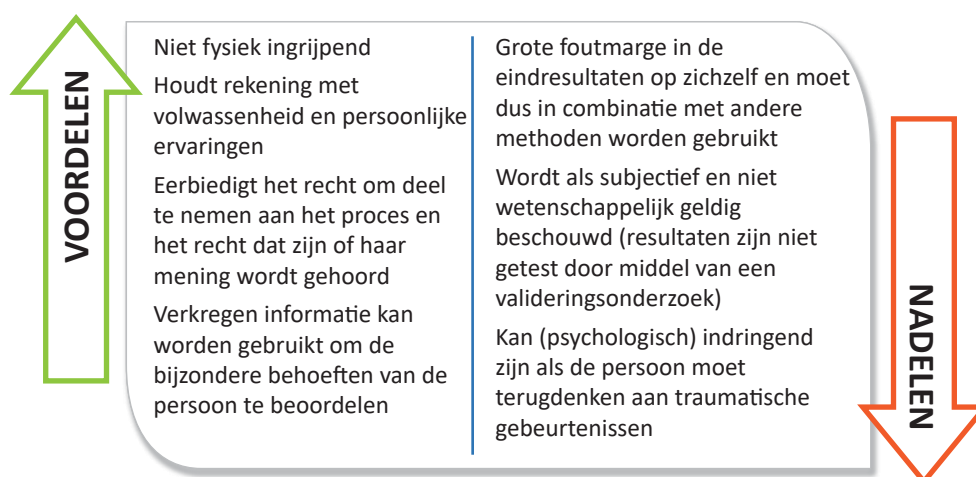 VOORDELEN
Niet fysiek ingrijpend
Houdt rekening met
volwassenheid en persoonlijke
ervaringen
Eerbiedigt het recht om deel
te nemen aan het proces en
het recht dat zijn of haar
mening wordt gehoord
Verkregen informatie kan
worden gebruikt om de
bijzondere behoeften van de
persoon te beoordelen
Grote foutmarge in de
eindresultaten op zichzelf en moet
dus in combinatie met andere
methoden worden gebruikt
Wordt als subjectief en niet
wetenschappelijk geldig
beschouwd (resultaten zijn niet
getest door middel van een
valideringsonderzoek)
Kan (psychologisch) indringend
zijn als de persoon moet
terugdenken aan traumatische
gebeurtenissen
NADELEN